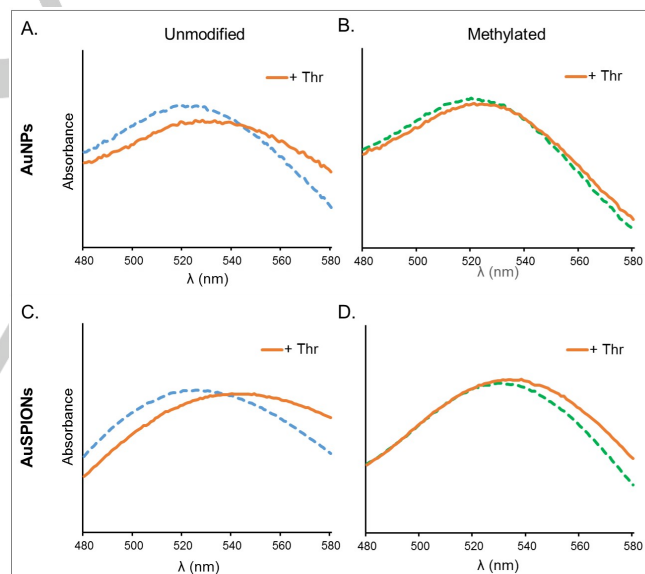 A.
Unmodified
B.
Methylated
+ Thr
+ Thr
AuNPs
Absorbance
480 500 520 540 560 580
λ (nm)
480 500 520 540 560 580
λ (nm)
C.
D.
+ Thr
+ Thr
AuSPIONs
Absorbance
480 500 520 540 560 580
λ (nm)
480 500 520 540 560 580
λ (nm)